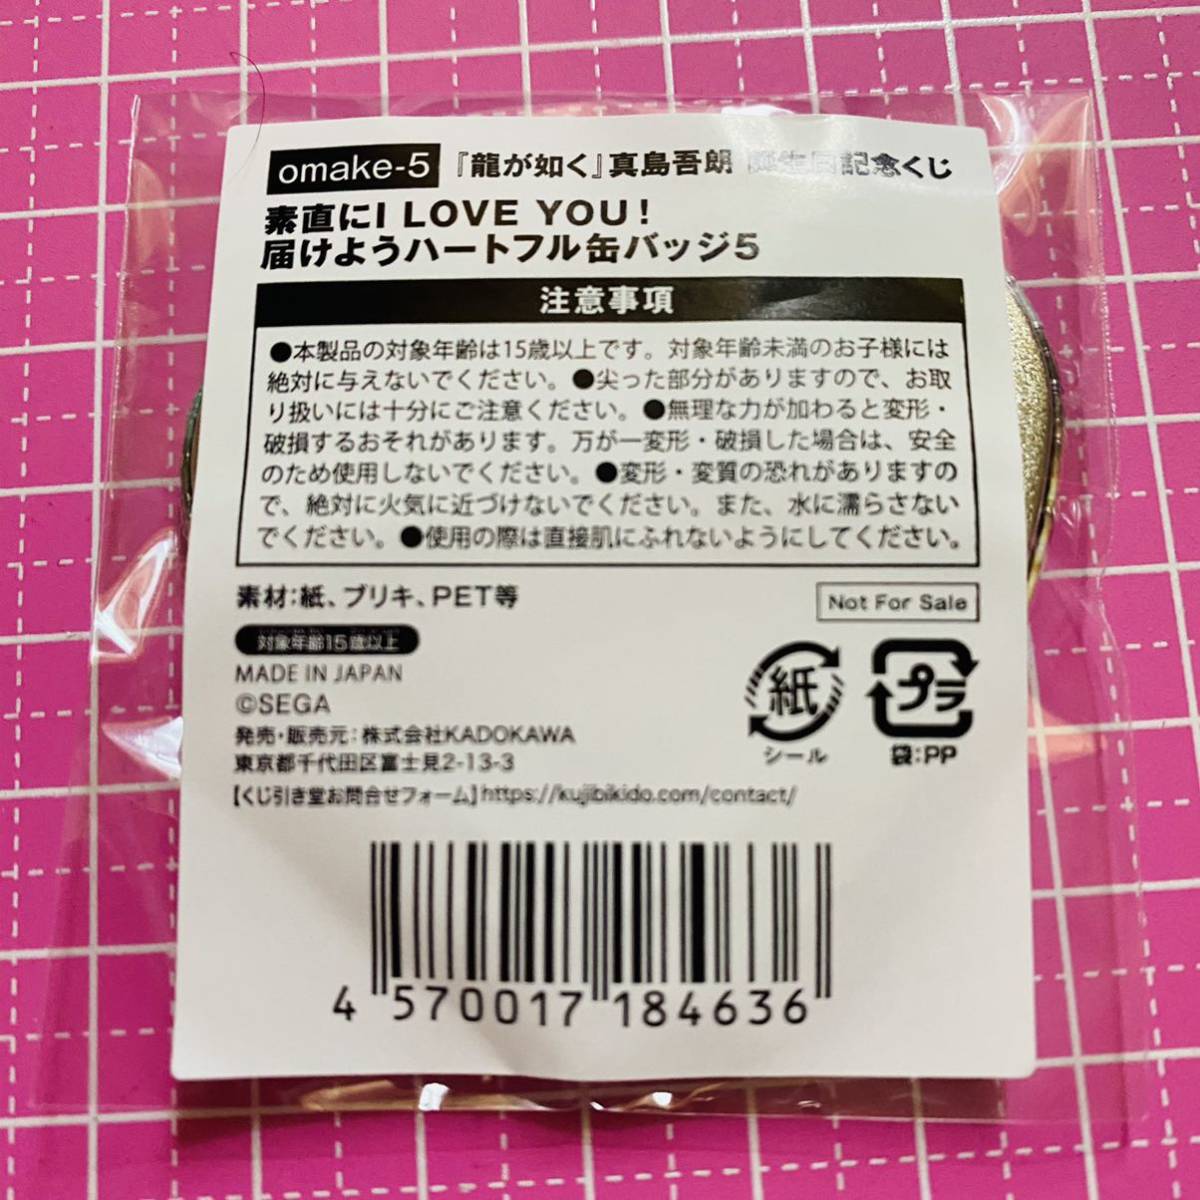 omake-5 『龍が如く』真島吾朗 誕生日記念くじ
素直にI LOVE YOU!
届けようハートフル缶バッジ5
注意事項
●本製品の対象年齢は15歳以上です。対象年齢未満のお子様には
絶対に与えないでください。●尖った部分がありますので、お取
り扱いには十分にご注意ください。●無理な力が加わると変形・
破損するおそれがあります。万が一変形・破損した場合は、安全
のため使用しないでください。●変形・変質の恐れがありますの
で、絶対に火気に近づけないでください。また、水に濡らさない
でください。●使用の際は直接肌にふれないようにしてください。
素材:紙、ブリキ、PET等
Not For Sale
対象年齢15歳以上
MADE IN JAPAN
©SEGA
発売・販売元:株式会社KADOKAWA
東京都千代田区富士見2-13-3
【くじ引き堂お問合せフォーム】https://kujibikido.com/contact/
紙
シール
プラ
袋:PP
4 570017 184636